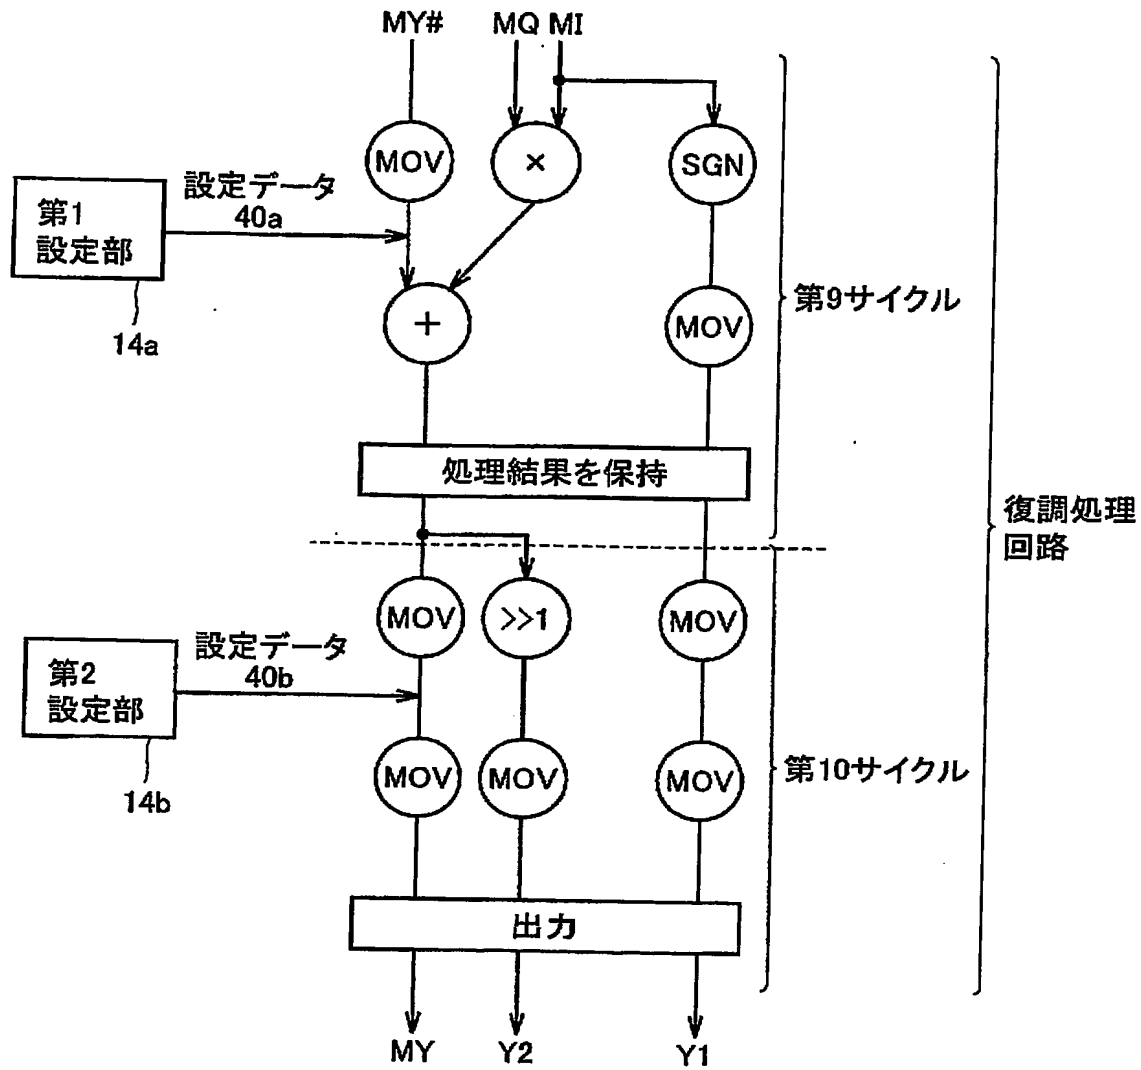 MY# MQ MI
MOV × SGN
設定データ
40a
第1
設定部
14a
+
MOV
第9サイクル
処理結果を保持
復調処理
回路
MOV >>1 MOV
設定データ
40b
第2
設定部
14b
MOV MOV MOV
第10サイクル
出力
MY Y2 Y1